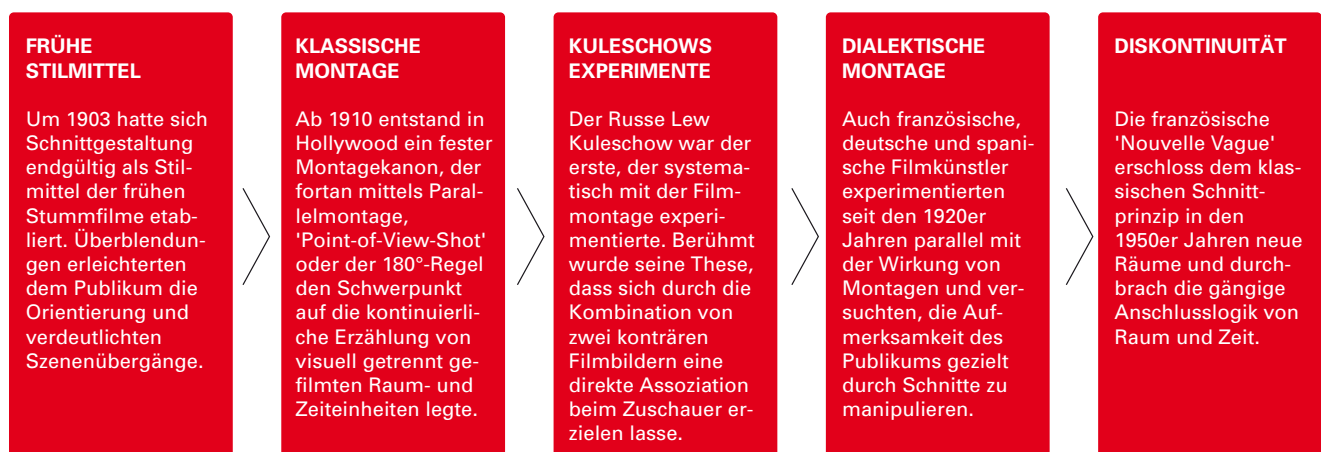 FRÜHE
STILMITTEL
Um 1903 hatte sich
Schnittgestaltung
endgültig als Stil-
mittel der frühen
Stummfilme etab-
liert. Überblendun-
gen erleichterten
dem Publikum die
Orientierung und
verdeutlichten
Szenenübergänge.
KLASSISCHE
MONTAGE
Ab 1910 entstand in
Hollywood ein fester
Montagekanon, der
fortan mittels Paral-
lelmontage,
'Point-of-View-Shot'
oder der 180°-Regel
den Schwerpunkt
auf die kontinuierli-
che Erzählung von
visuell getrennt ge-
filmten Raum- und
Zeiteinheiten legte.
KULESCHOWS
EXPERIMENTE
Der Russe Lew
Kuleschow war der
erste, der systema-
tisch mit der Film-
montage experi-
mentierte. Berühmt
wurde seine These,
dass sich durch die
Kombination von
zwei konträren
Filmbildern eine
direkte Assoziation
beim Zuschauer er-
zielen lasse.
DIALEKTISCHE
MONTAGE
Auch französische,
deutsche und spani-
sche Filmkünstler
experimentierten
seit den 1920er
Jahren parallel mit
der Wirkung von
Montagen und ver-
suchten, die Auf-
merksamkeit des
Publikums gezielt
durch Schnitte zu
manipulieren.
DISKONTINUITÄT
Die französische
'Nouvelle Vague'
erschloss dem klas-
sischen Schnitt-
prinzip in den
1950er Jahren neue
Räume und durch-
brach die gängige
Anschlusslogik von
Raum und Zeit.